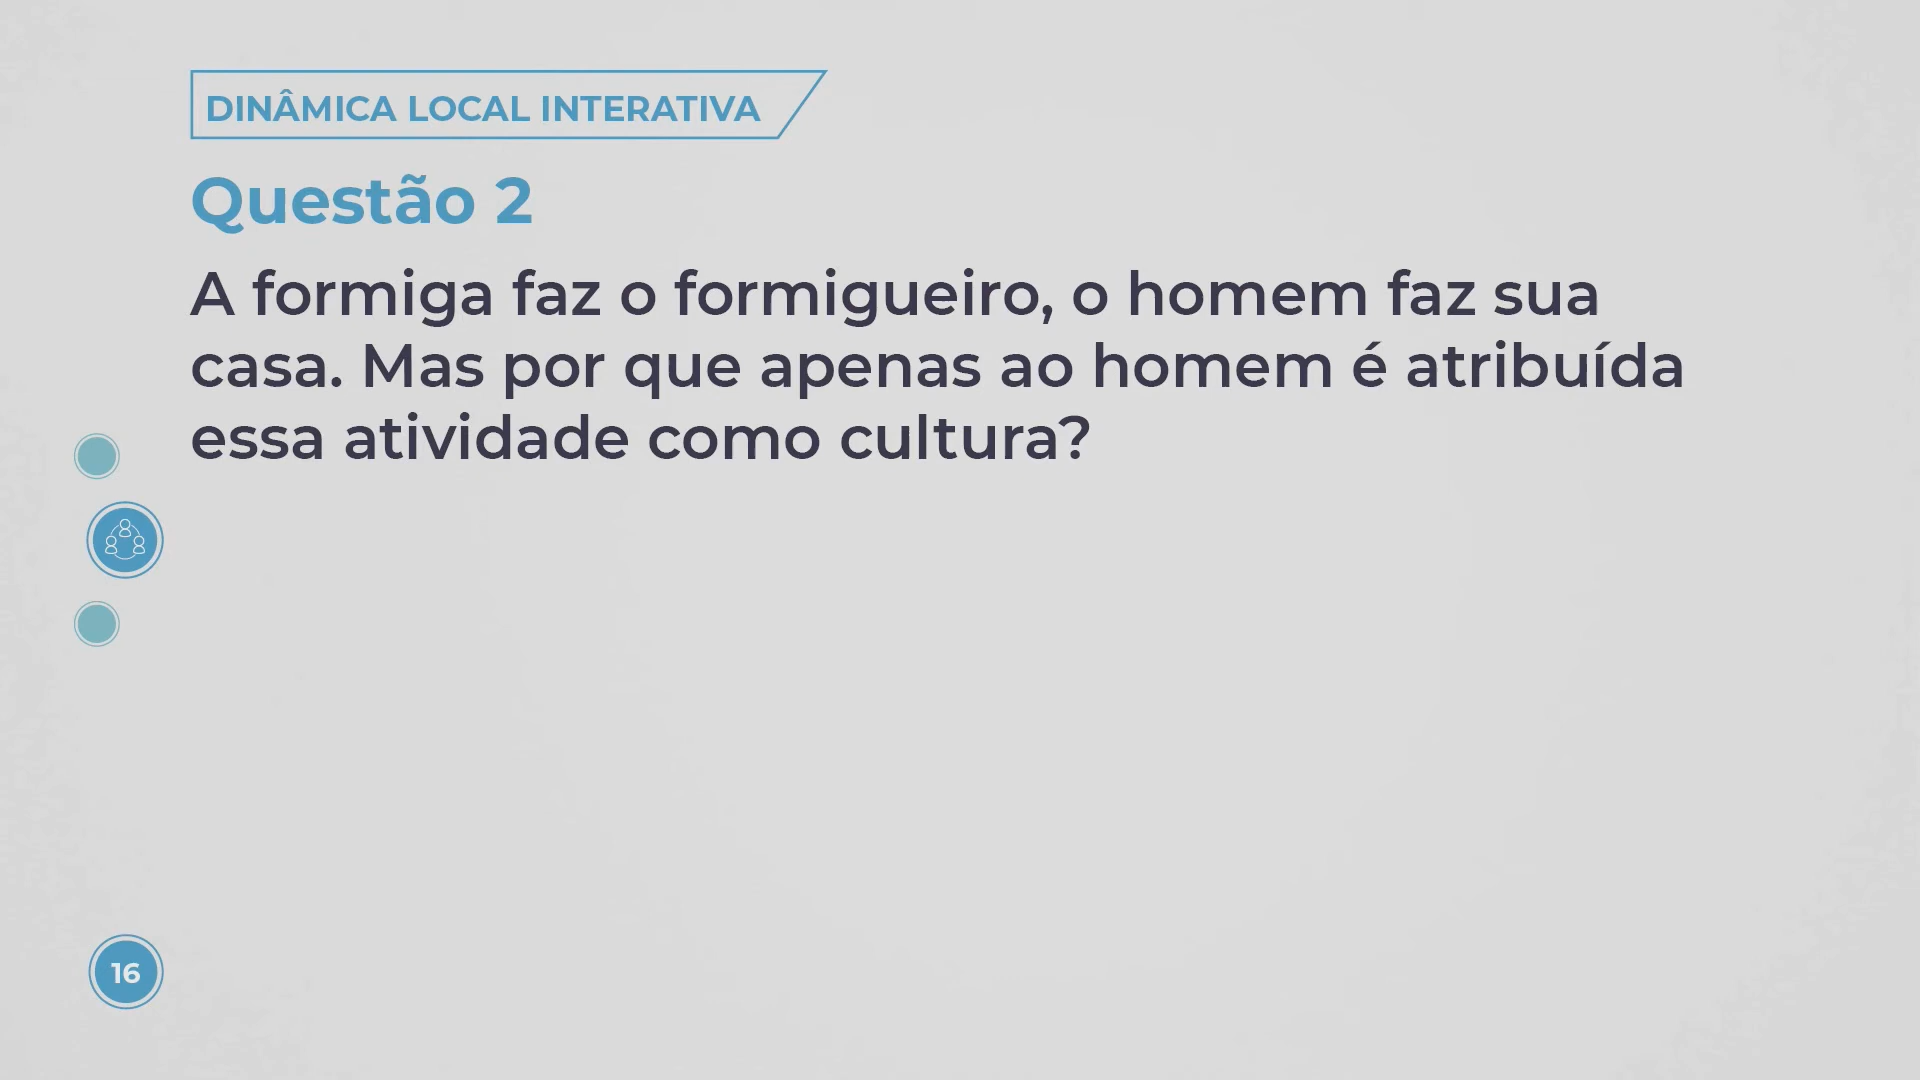 DINÂMICA LOCAL INTERATIVA
Questão 2
A formiga faz o formigueiro, o homem faz sua
casa. Mas por que apenas ao homem é atribuída
essa atividade como cultura?
16